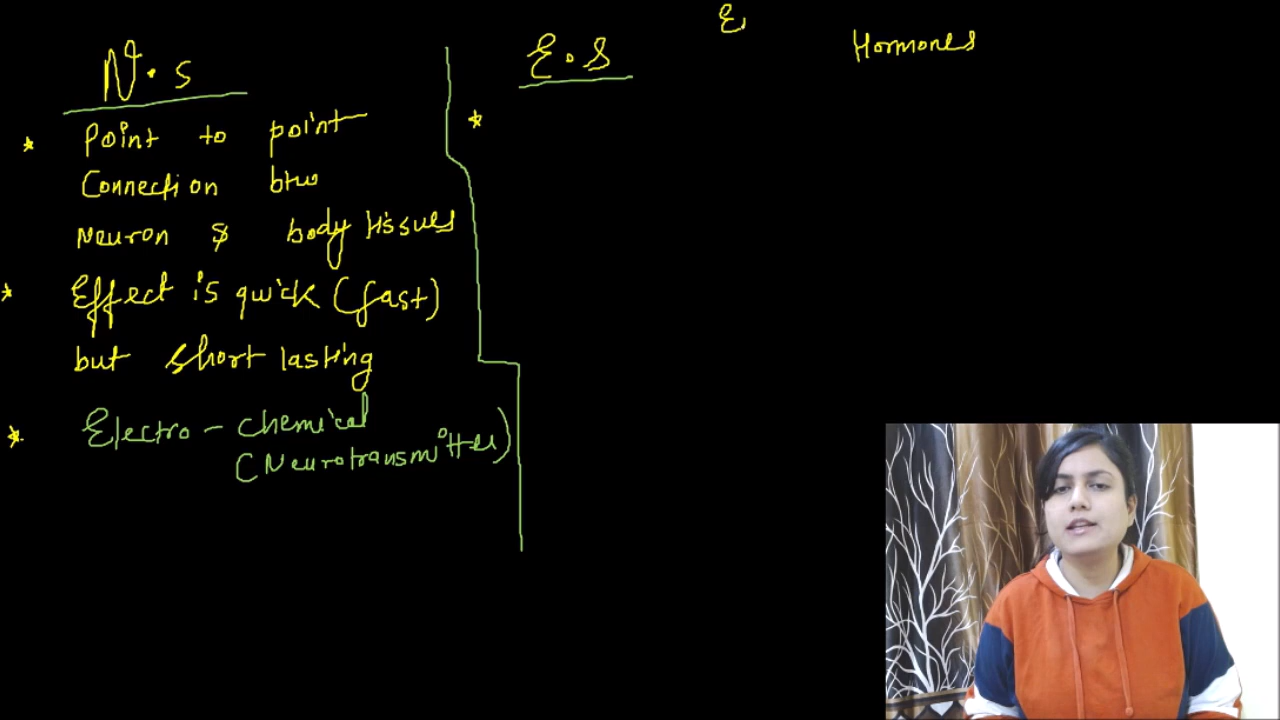 N.S
* Point to point
Connection btw
Neuron & body tissues
* Effect is quick (fast)
but short lasting
* Electro - chemical
(Neurotransmitter)
E.S
*
E
Hormones